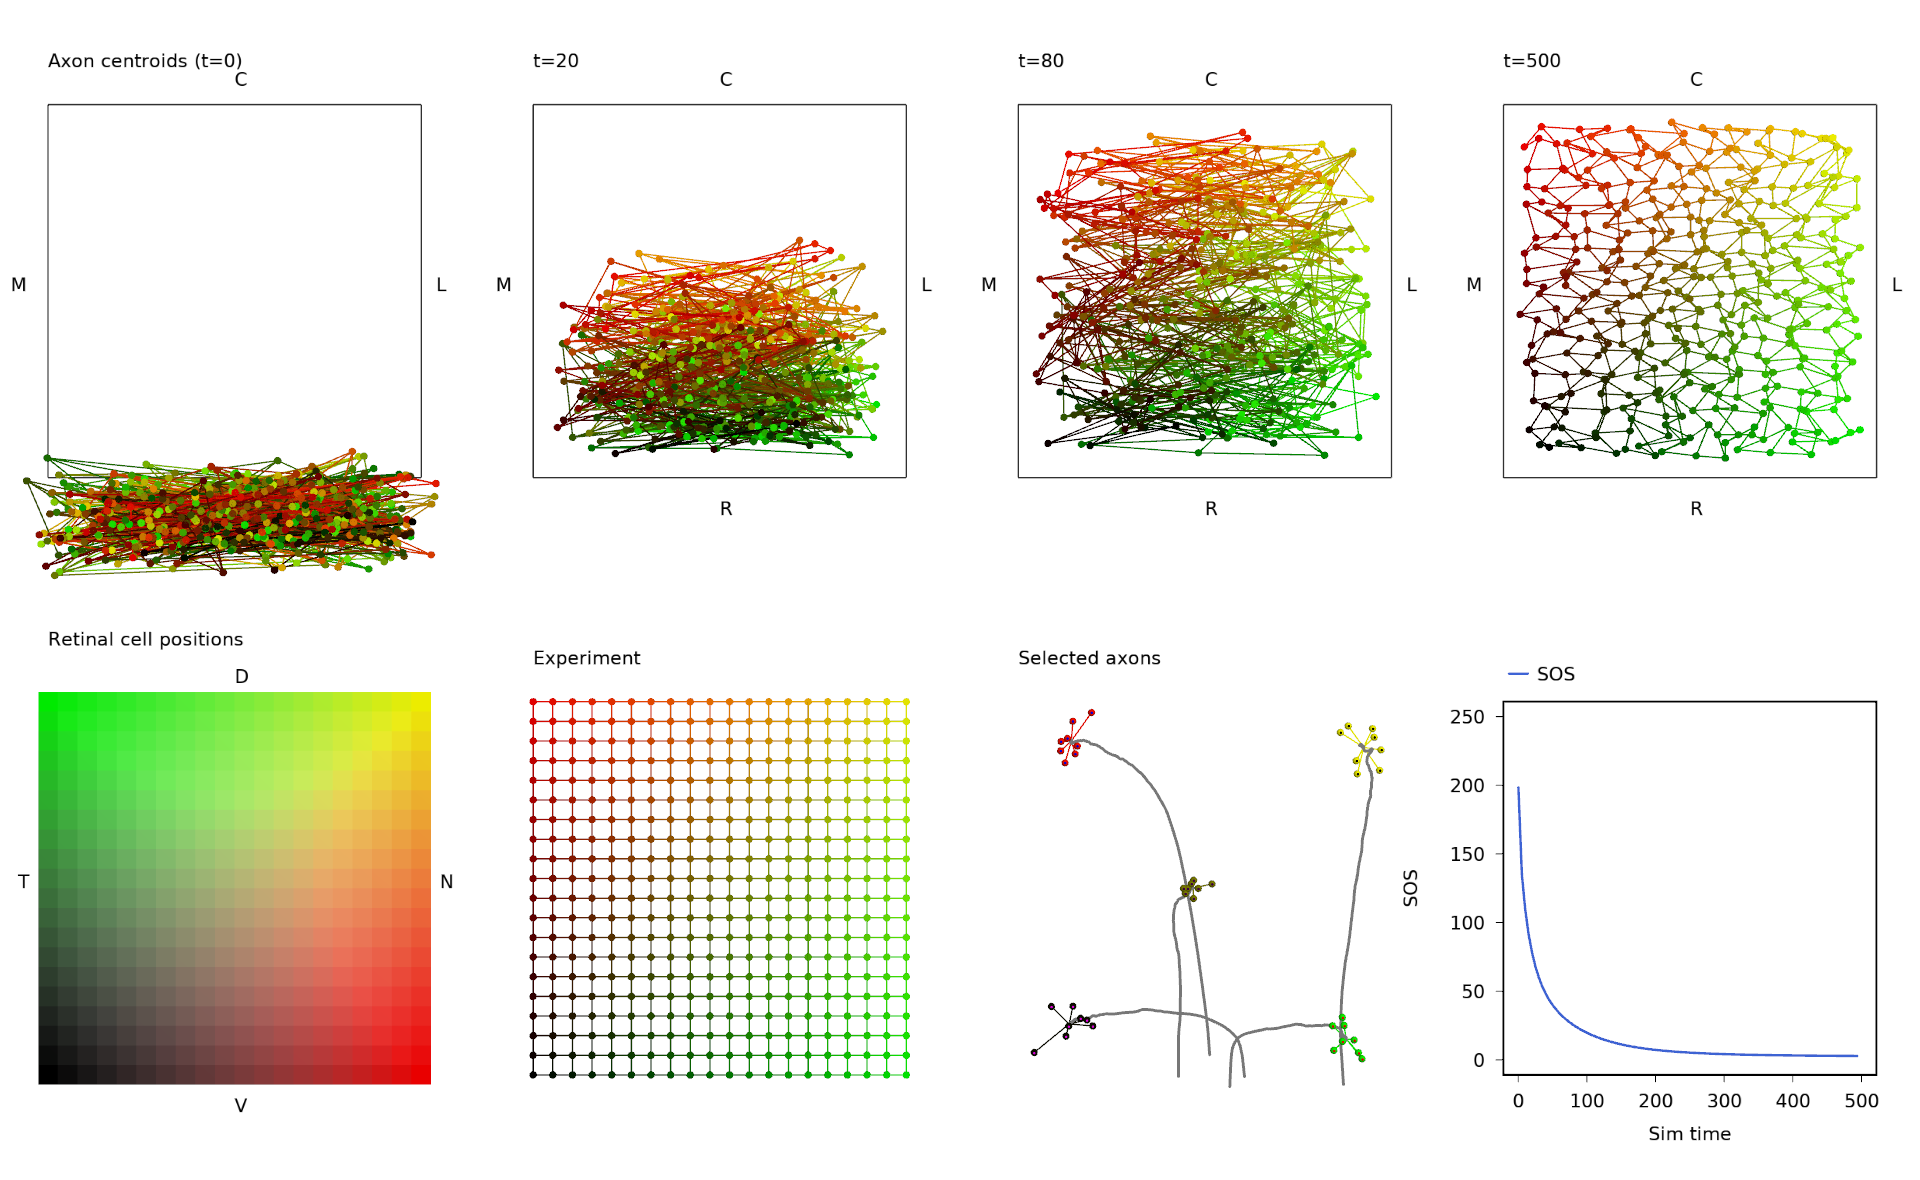 Axon centroids (t=0)
C
M
L
t=20
C
M
L
R
t=80
C
M
L
R
t=500
C
M
L
R
Retinal cell positions
D
T
N
V
Experiment
Selected axons
SOS
SOS
250
200
150
100
50
0
0 100 200 300 400 500
Sim time